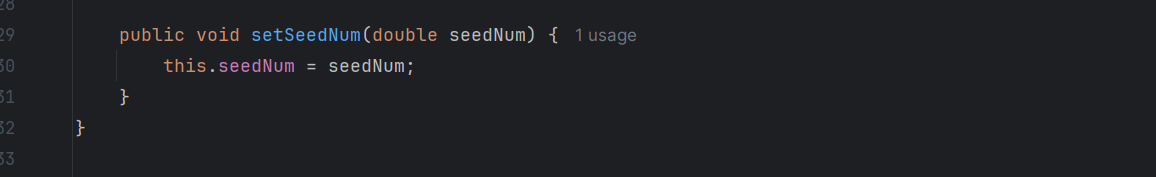 28
29 public void setSeedNum(double seedNum) { 1 usage
30 this.seedNum = seedNum;
31 }
32 }
33